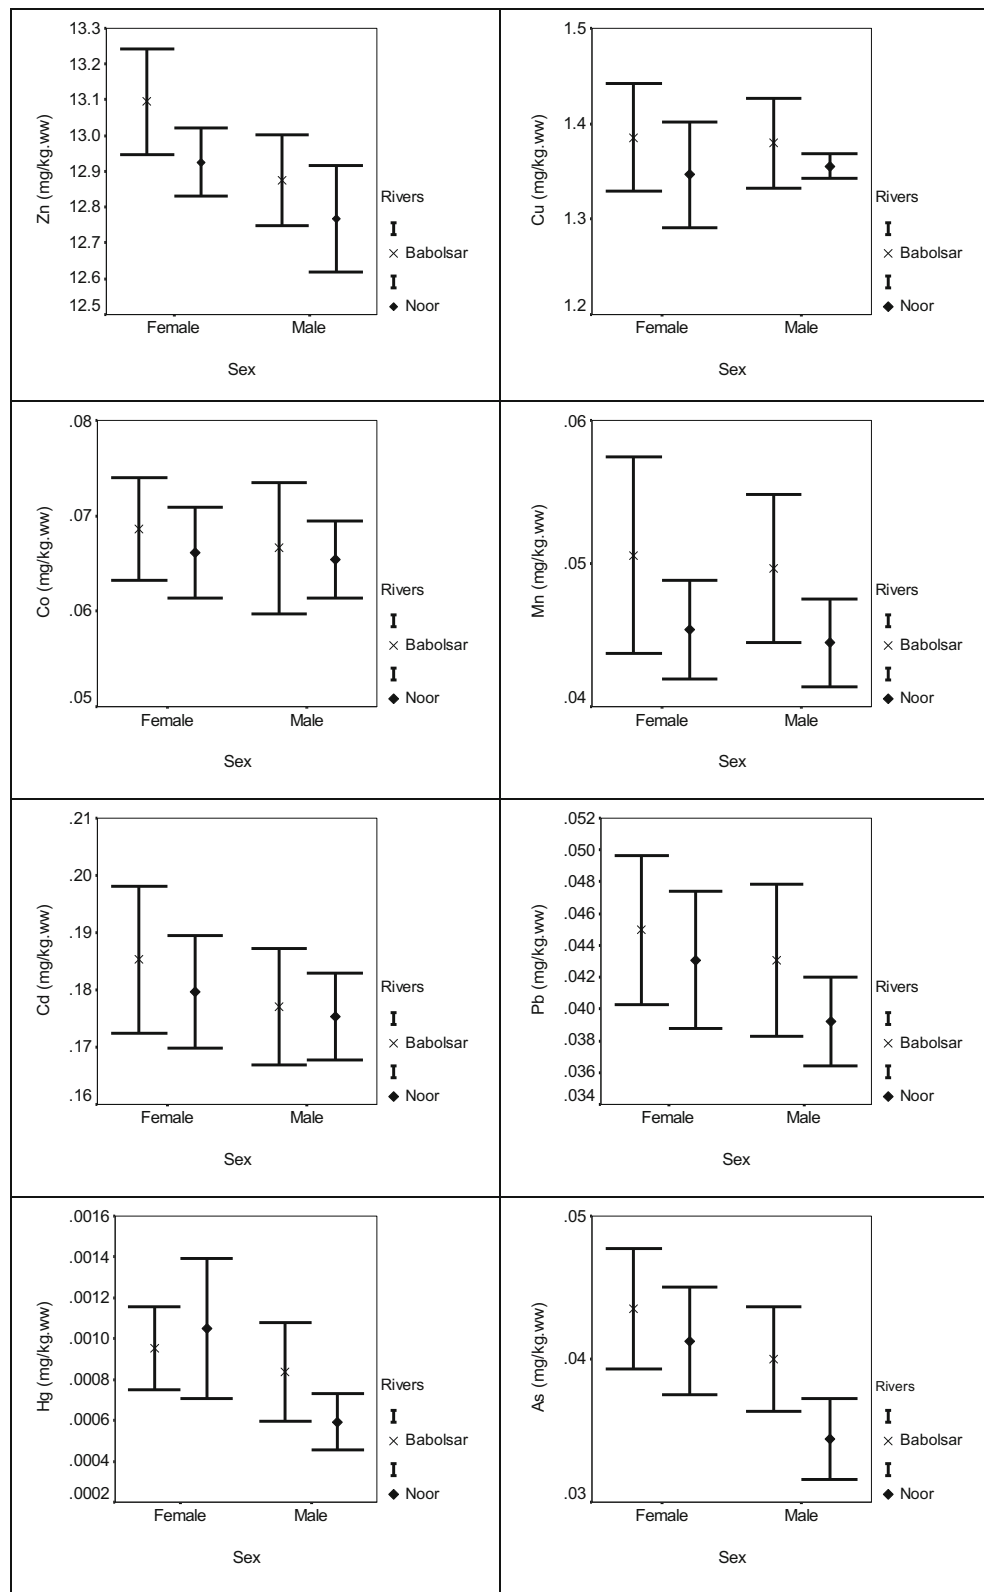 Zn (mg/kg.ww)
13.3
13.2
13.1
13.0
12.9
12.8
12.7
12.6
12.5
Female Male
Sex
Rivers
Babolsar
Noor
Cu (mg/kg.ww)
1.5
1.4
1.3
1.2
Female Male
Sex
Rivers
Babolsar
Noor
Co (mg/kg.ww)
.08
.07
.06
.05
Female Male
Sex
Rivers
Babolsar
Noor
Mn (mg/kg.ww)
.06
.05
.04
Female Male
Sex
Rivers
Babolsar
Noor
Cd (mg/kg.ww)
.21
.20
.19
.18
.17
.16
Female Male
Sex
Rivers
Babolsar
Noor
Pb (mg/kg.ww)
.052
.050
.048
.046
.044
.042
.040
.038
.036
.034
Female Male
Sex
Rivers
Babolsar
Noor
Hg (mg/kg.ww)
.0016
.0014
.0012
.0010
.0008
.0006
.0004
.0002
Female Male
Sex
Rivers
Babolsar
Noor
As (mg/kg.ww)
.05
.04
.03
Female Male
Sex
Rivers
Babolsar
Noor